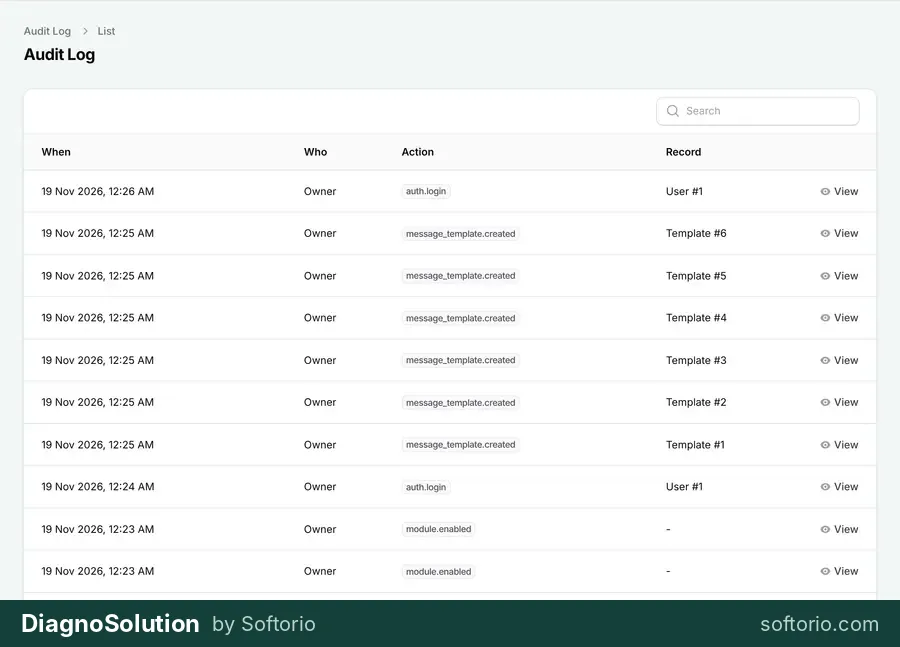 Audit Log > List
Audit Log
Search
When Who Action Record
19 Nov 2026, 12:26 AM Owner auth.login User #1 View
19 Nov 2026, 12:25 AM Owner message_template.created Template #6 View
19 Nov 2026, 12:25 AM Owner message_template.created Template #5 View
19 Nov 2026, 12:25 AM Owner message_template.created Template #4 View
19 Nov 2026, 12:25 AM Owner message_template.created Template #3 View
19 Nov 2026, 12:25 AM Owner message_template.created Template #2 View
19 Nov 2026, 12:25 AM Owner message_template.created Template #1 View
19 Nov 2026, 12:24 AM Owner auth.login User #1 View
19 Nov 2026, 12:23 AM Owner module.enabled - View
19 Nov 2026, 12:23 AM Owner module.enabled - View
DiagnoSolution by Softorio softorio.com